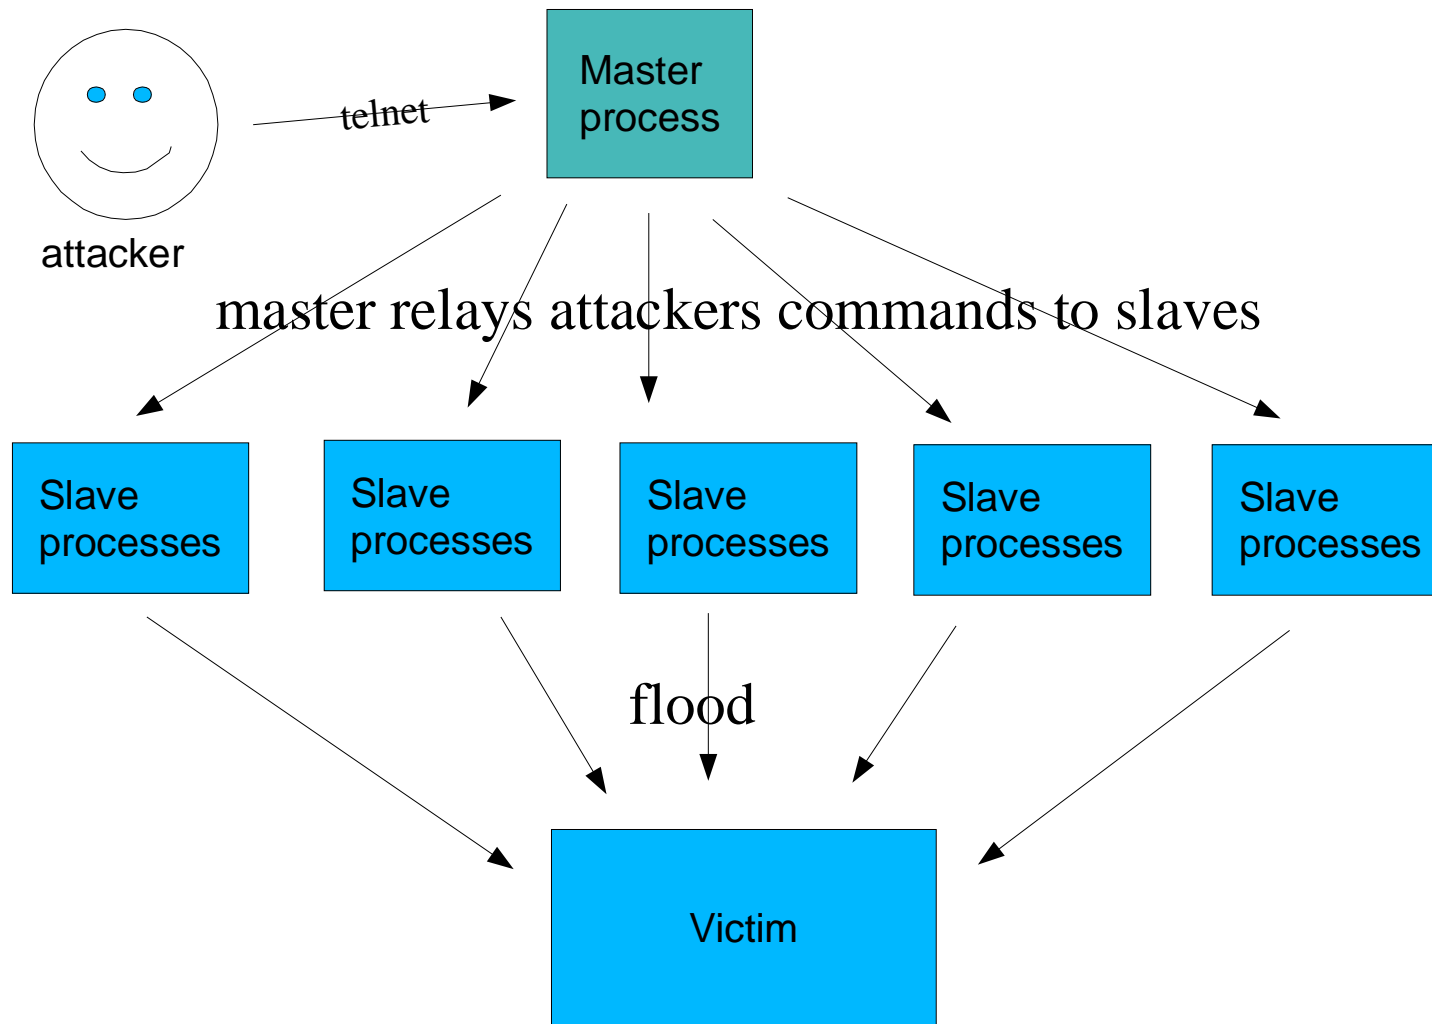 Master
process
telnet
attacker
master relays attackers commands to slaves
Slave
processes
Slave
processes
Slave
processes
Slave
processes
Slave
processes
flood
Victim